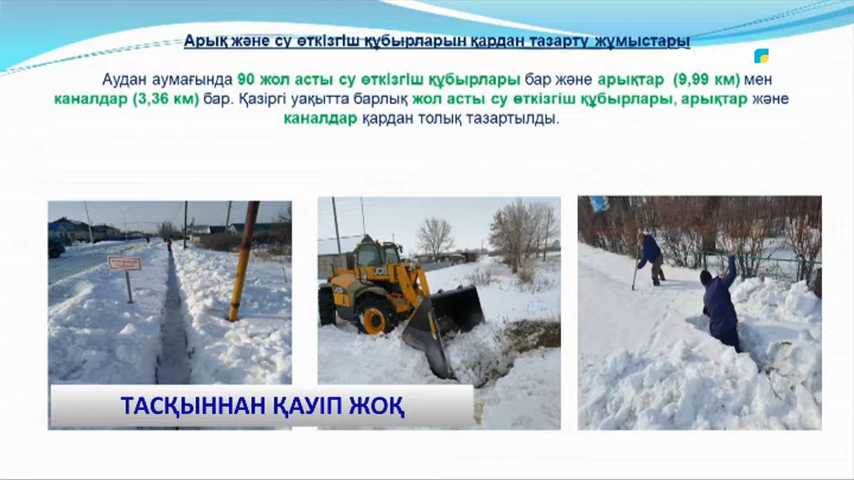 Арық және су өткізгіш құбырларын қардан тазарту жұмыстары
Аудан аумағында 90 жол асты су өткізгіш құбырлары бар және арықтар (9,99 км) мен
каналдар (3,36 км) бар. Қазіргі уақытта барлық жол асты су өткізгіш құбырлары, арықтар және
каналдар қардан толық тазартылды.
JCB
ТАСҚЫННАН ҚАУІП ЖОҚ